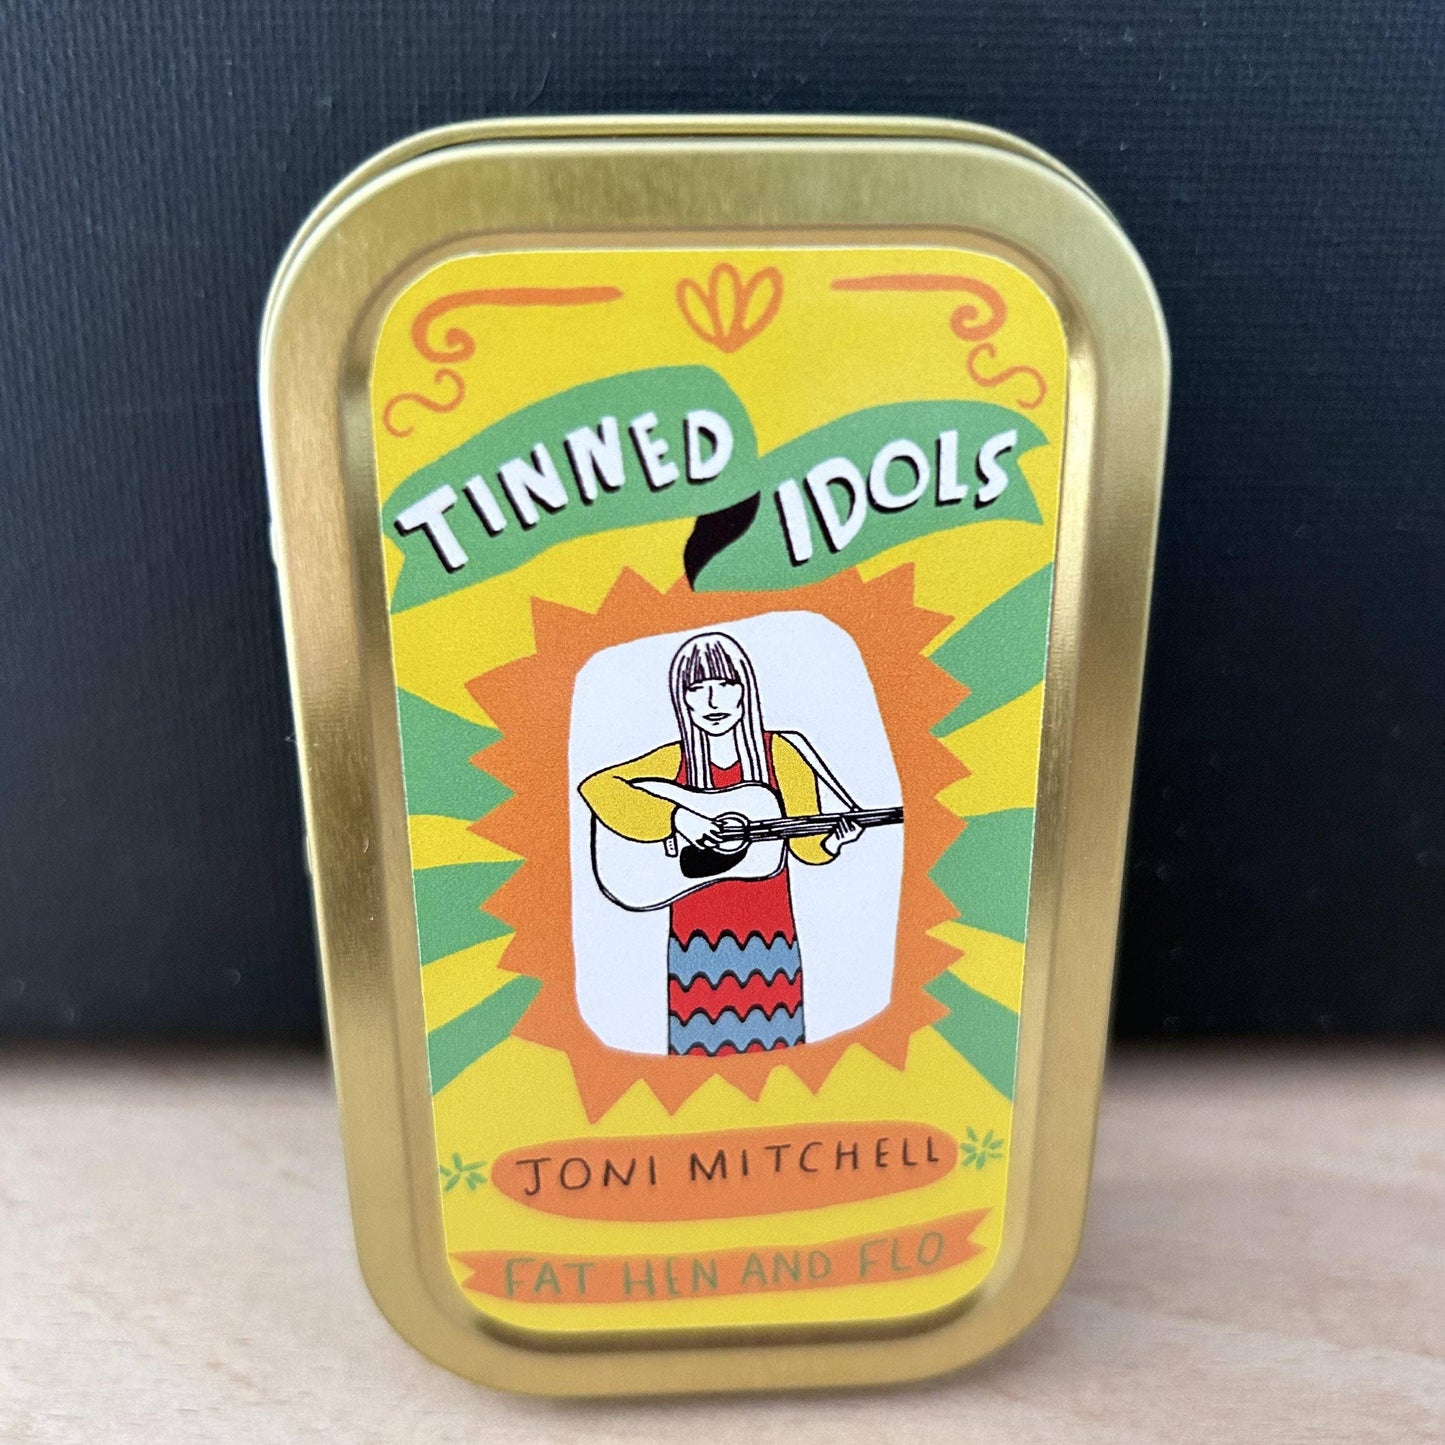 TINNED IDOLS
JONI MITCHELL
FAT HEN AND FLO